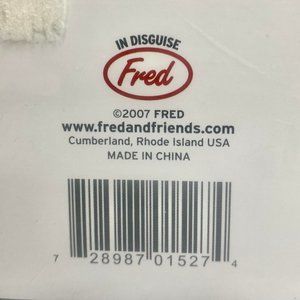 IN DISGUISE
Fred
©2007 FRED
www.fredandfriends.com
Cumberland, Rhode Island USA
MADE IN CHINA
7 28987 01527 4